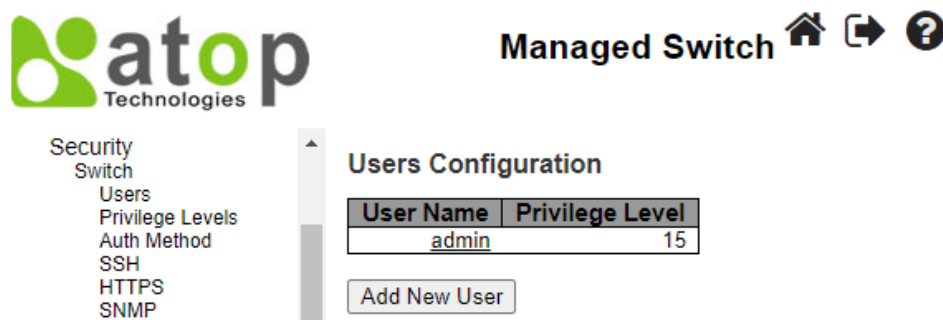 atop
Technologies
Managed Switch
Security
Switch
Users
Privilege Levels
Auth Method
SSH
HTTPS
SNMP
Users Configuration
User Name Privilege Level
admin 15
Add New User